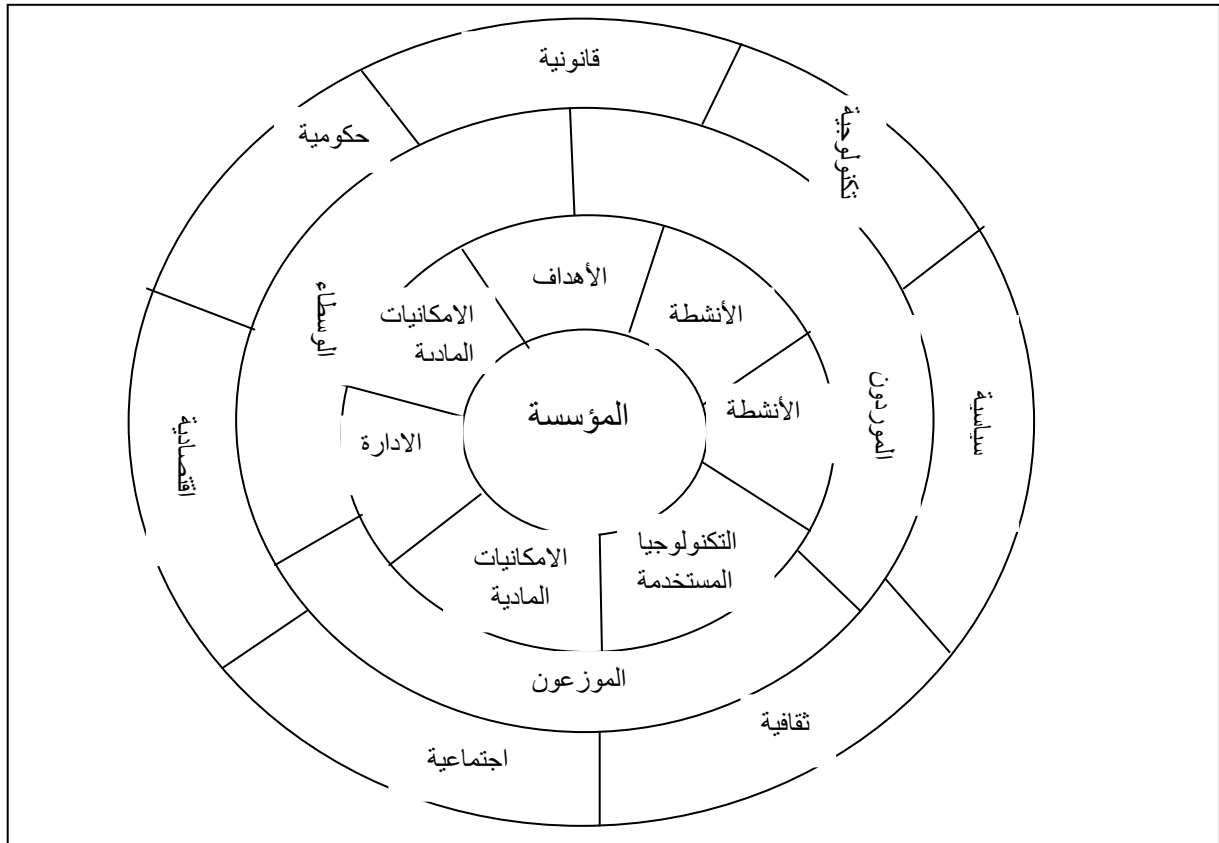 قانونية
تكنولوجية
حكومية
الأهداف
الأنشطة
الامكانيات
المادىة
الوسطاء
المؤسسة
الأنشطة
الموردون
سياسية
الادارة
اقتصادية
التكنولوجيا
المستخدمة
الامكانيات
المادية
الموزعون
ثقافية
اجتماعية